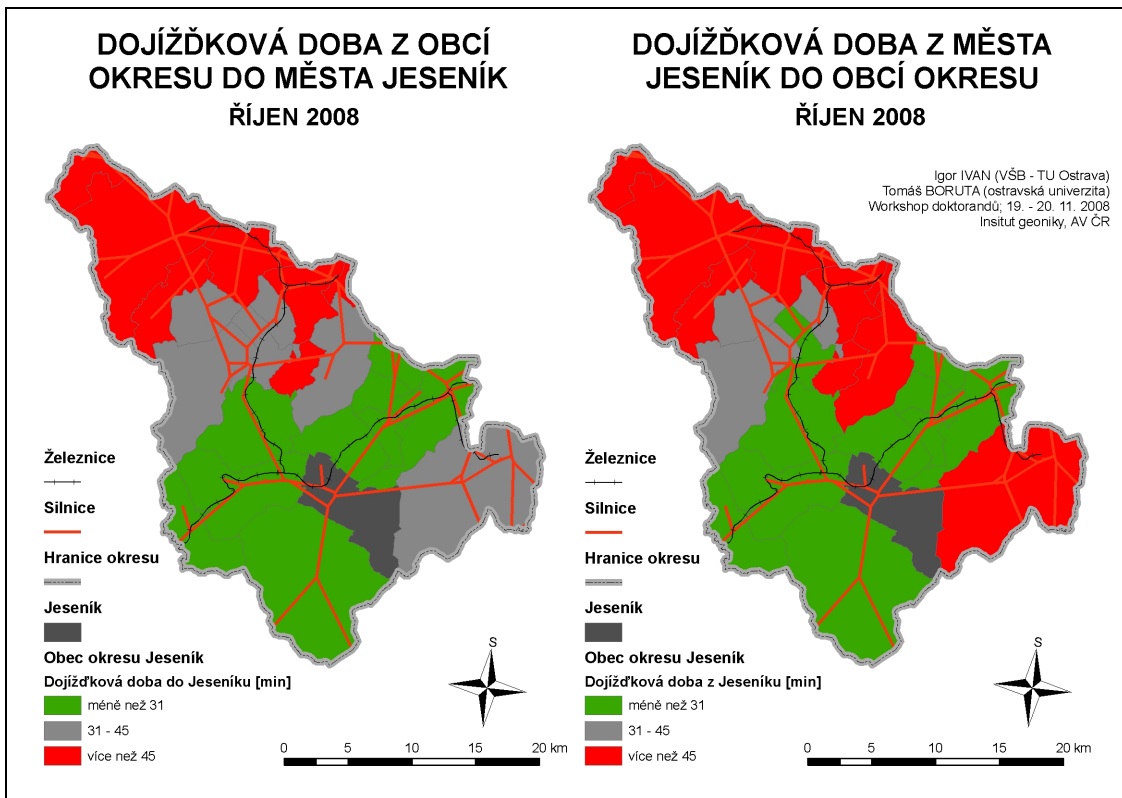 DOJÍŽĎKOVÁ DOBA Z OBCÍ
OKRESU DO MĚSTA JESENÍK
ŘÍJEN 2008
Železnice
Silnice
Hranice okresu
Jeseník
Obec okresu Jeseník
Dojížďková doba do Jeseníku [min]
méně než 31
31 - 45
více než 45
S
0 5 10 15 20 km
DOJÍŽĎKOVÁ DOBA Z MĚSTA
JESENÍK DO OBCÍ OKRESU
ŘÍJEN 2008
Igor IVAN (VŠB - TU Ostrava)
Tomáš BORUTA (ostravská univerzita)
Workshop doktorandů; 19. - 20. 11. 2008
Insitut geoniky, AV ČR
Železnice
Silnice
Hranice okresu
Jeseník
Obec okresu Jeseník
Dojížďková doba z Jeseníku [min]
méně než 31
31 - 45
více než 45
S
0 5 10 15 20 km